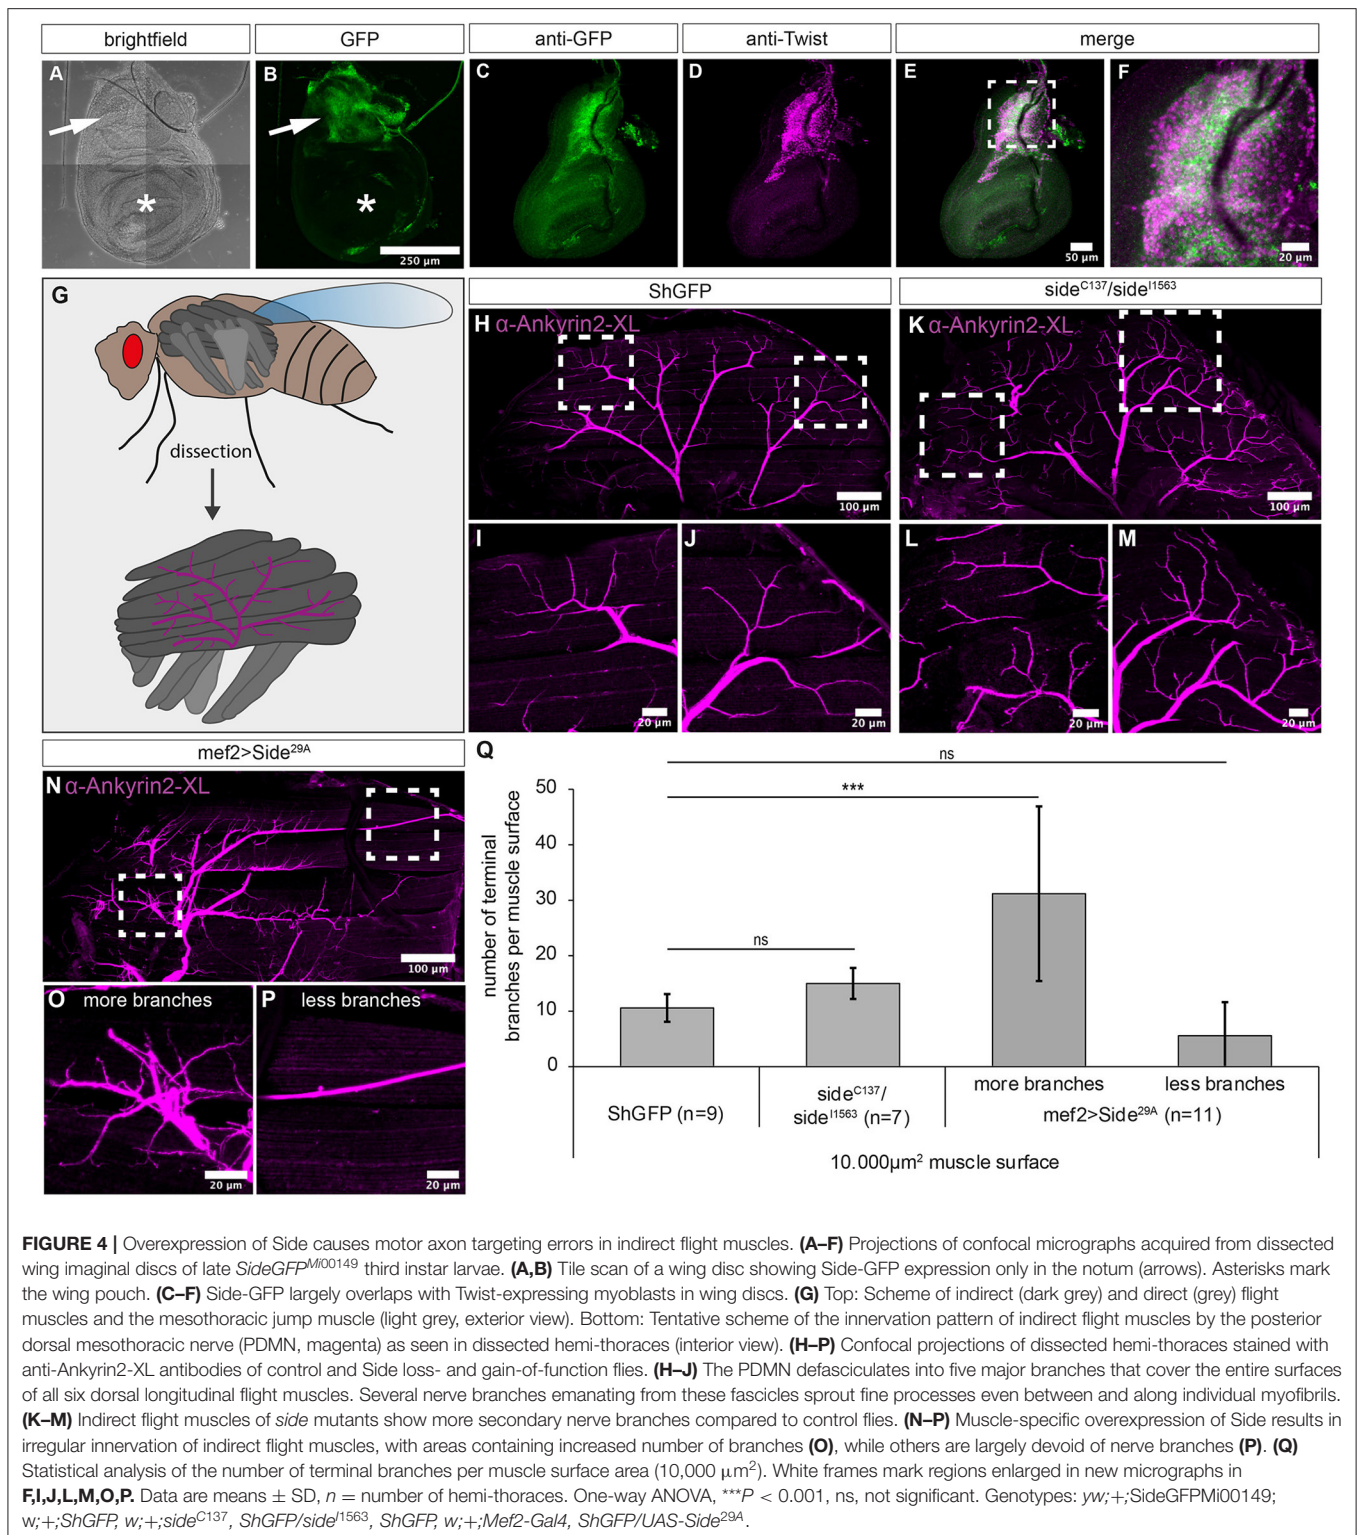 brightfield
GFP
anti-GFP
anti-Twist
merge
A
B
250 µm
C
D
E
50 µm
F
20 µm
G
dissection
ShGFP
side^C137/side^I1563
H α-Ankyrin2-XL
100 µm
K α-Ankyrin2-XL
100 µm
I
20 µm
J
20 µm
L
20 µm
M
20 µm
mef2>Side^29A
N α-Ankyrin2-XL
100 µm
O more branches
20 µm
P less branches
20 µm
Q
ns
***
ns
number of terminal
branches per muscle surface
50
40
30
20
10
0
ShGFP (n=9)
side^C137/
side^I1563 (n=7)
more branches
less branches
mef2>Side^29A (n=11)
10.000µm² muscle surface
FIGURE 4 | Overexpression of Side causes motor axon targeting errors in indirect flight muscles. (A–F) Projections of confocal micrographs acquired from dissected
wing imaginal discs of late SideGFP^Mi00149 third instar larvae. (A,B) Tile scan of a wing disc showing Side-GFP expression only in the notum (arrows). Asterisks mark
the wing pouch. (C–F) Side-GFP largely overlaps with Twist-expressing myoblasts in wing discs. (G) Top: Scheme of indirect (dark grey) and direct (grey) flight
muscles and the mesothoracic jump muscle (light grey, exterior view). Bottom: Tentative scheme of the innervation pattern of indirect flight muscles by the posterior
dorsal mesothoracic nerve (PDMN, magenta) as seen in dissected hemi-thoraces (interior view). (H–P) Confocal projections of dissected hemi-thoraces stained with
anti-Ankyrin2-XL antibodies of control and Side loss- and gain-of-function flies. (H–J) The PDMN defasciculates into five major branches that cover the entire surfaces
of all six dorsal longitudinal flight muscles. Several nerve branches emanating from these fascicles sprout fine processes even between and along individual myofibrils.
(K–M) Indirect flight muscles of side mutants show more secondary nerve branches compared to control flies. (N–P) Muscle-specific overexpression of Side results in
irregular innervation of indirect flight muscles, with areas containing increased number of branches (O), while others are largely devoid of nerve branches (P). (Q)
Statistical analysis of the number of terminal branches per muscle surface area (10,000 µm²). White frames mark regions enlarged in new micrographs in
F,I,J,L,M,O,P. Data are means ± SD, n = number of hemi-thoraces. One-way ANOVA, ***P < 0.001, ns, not significant. Genotypes: yw;+;SideGFPMi00149;
w;+;ShGFP, w;+;side^C137, ShGFP/side^I1563, ShGFP, w;+;Mef2-Gal4, ShGFP/UAS-Side^29A.